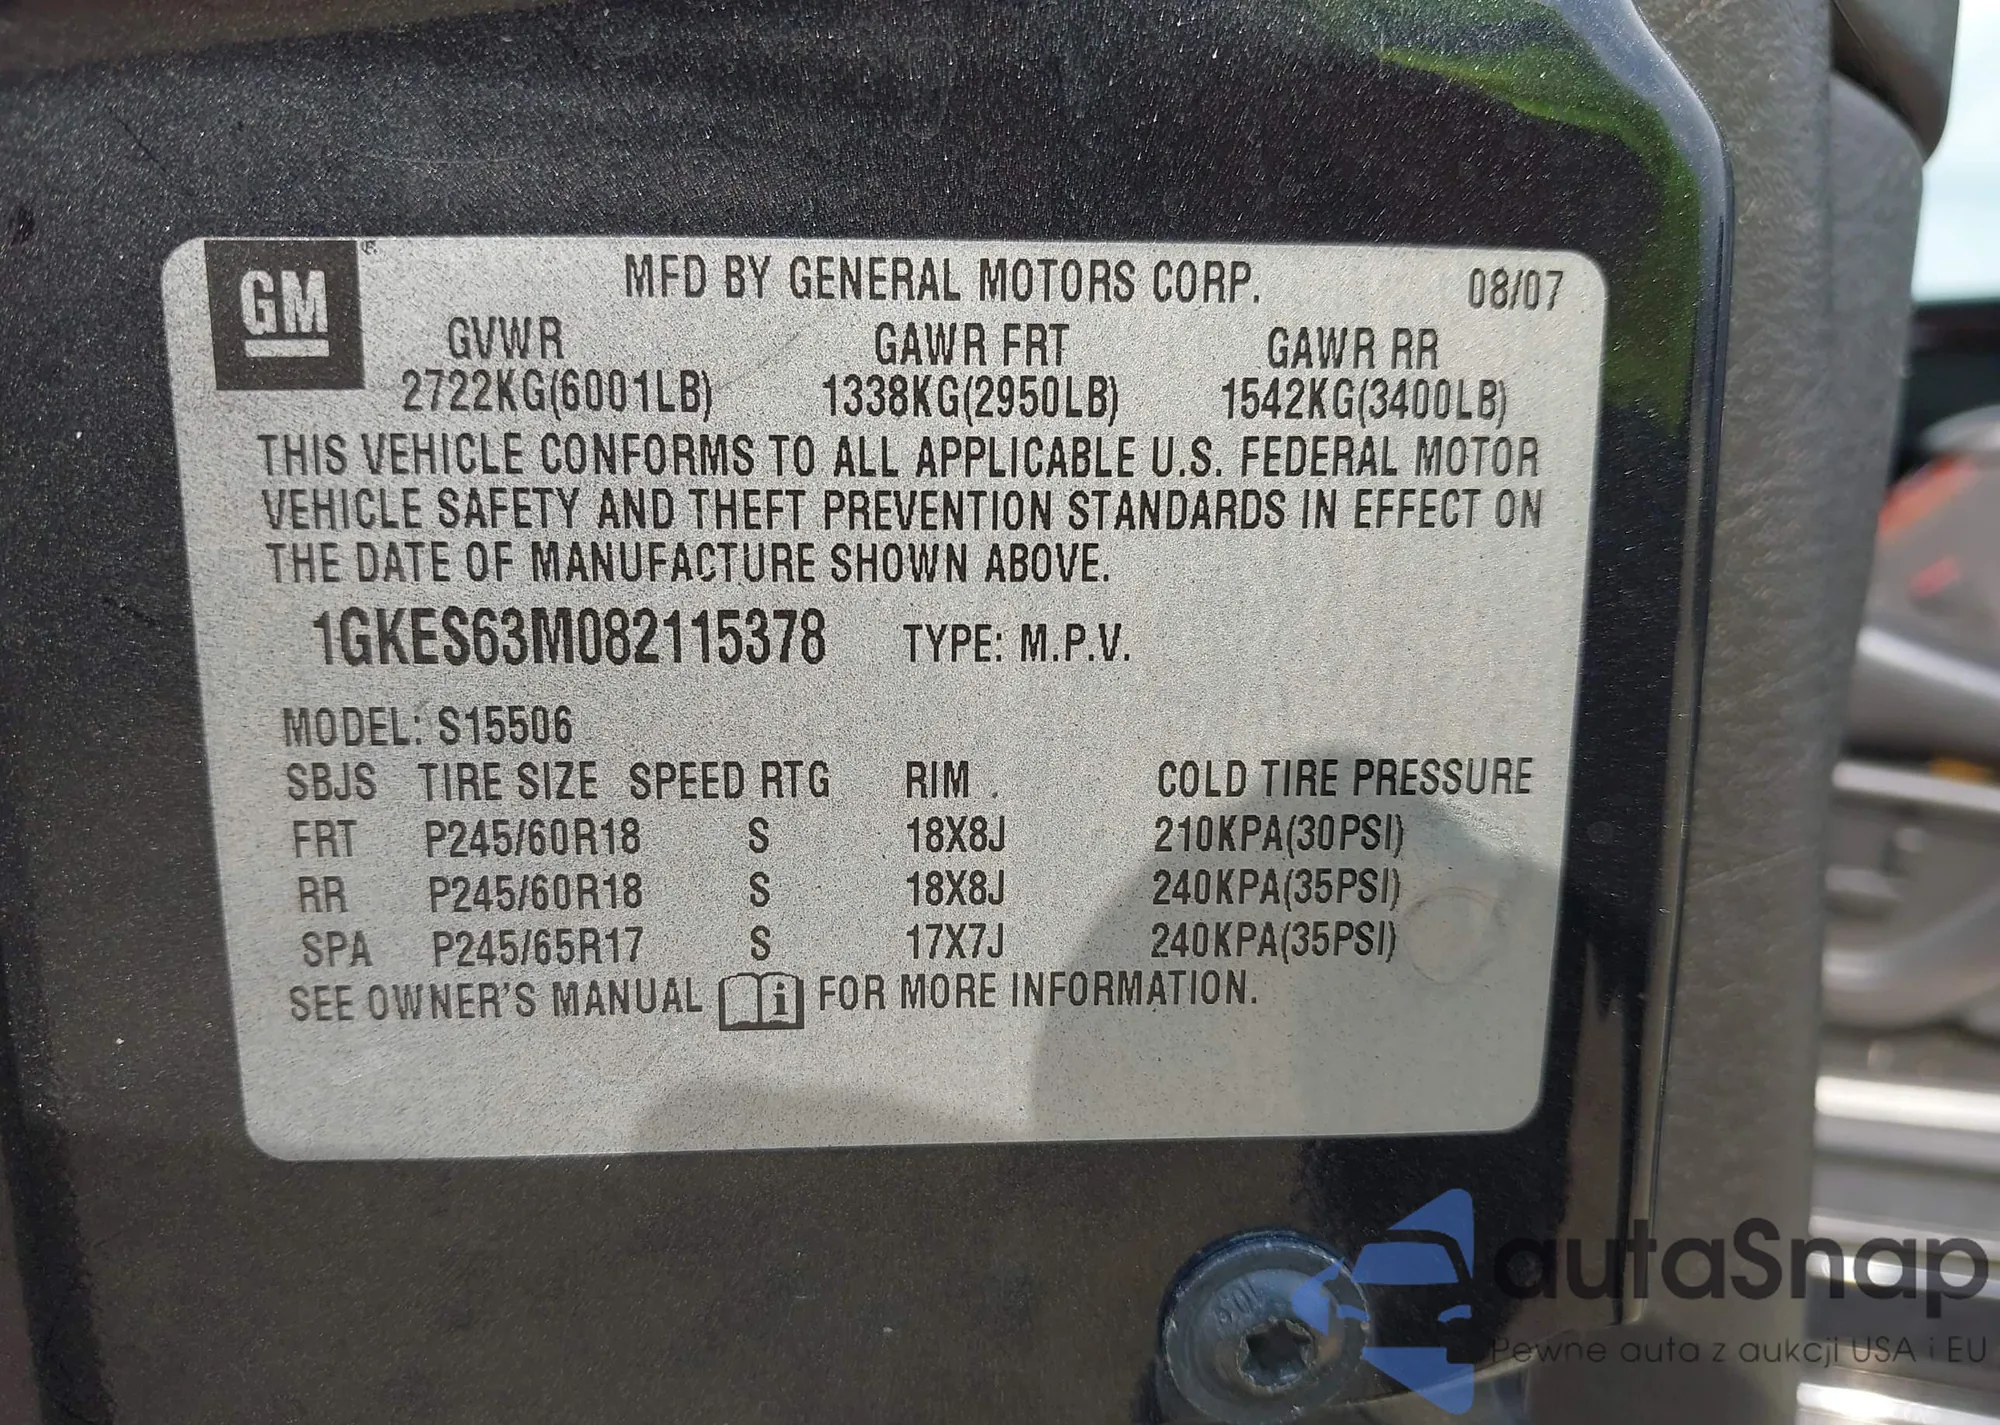 GM
MFD BY GENERAL MOTORS CORP. 08/07
GVWR GAWR FRT GAWR RR
2722KG(6001LB) 1338KG(2950LB) 1542KG(3400LB)
THIS VEHICLE CONFORMS TO ALL APPLICABLE U.S. FEDERAL MOTOR
VEHICLE SAFETY AND THEFT PREVENTION STANDARDS IN EFFECT ON
THE DATE OF MANUFACTURE SHOWN ABOVE.
1GKES63M082115378 TYPE: M.P.V.
MODEL: S15506
SBJS TIRE SIZE SPEED RTG RIM . COLD TIRE PRESSURE
FRT P245/60R18 S 18X8J 210KPA(30PSI)
RR P245/60R18 S 18X8J 240KPA(35PSI)
SPA P245/65R17 S 17X7J 240KPA(35PSI)
SEE OWNER'S MANUAL i FOR MORE INFORMATION.
autaSnap
Pewne auta z aukcji USA i EU